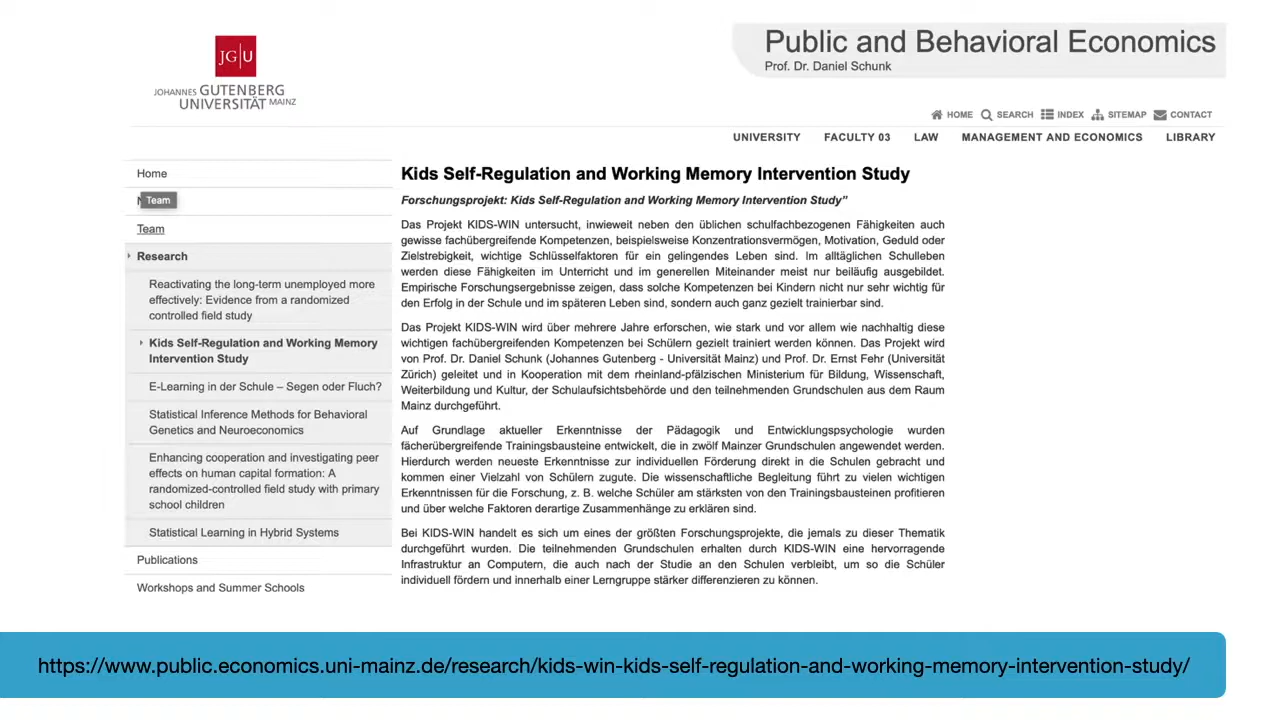 JG|U
JOHANNES GUTENBERG
UNIVERSITÄT MAINZ
Public and Behavioral Economics
Prof. Dr. Daniel Schunk
HOME SEARCH INDEX SITEMAP CONTACT
UNIVERSITY FACULTY 03 LAW MANAGEMENT AND ECONOMICS LIBRARY
Home
Team
Team
Research
Reactivating the long-term unemployed more
effectively: Evidence from a randomized
controlled field study
Kids Self-Regulation and Working Memory
Intervention Study
E-Learning in der Schule – Segen oder Fluch?
Statistical Inference Methods for Behavioral
Genetics and Neuroeconomics
Enhancing cooperation and investigating peer
effects on human capital formation: A
randomized-controlled field study with primary
school children
Statistical Learning in Hybrid Systems
Publications
Workshops and Summer Schools
Kids Self-Regulation and Working Memory Intervention Study
Forschungsprojekt: Kids Self-Regulation and Working Memory Intervention Study”
Das Projekt KIDS-WIN untersucht, inwieweit neben den üblichen schulfachbezogenen Fähigkeiten auch
gewisse fachübergreifende Kompetenzen, beispielsweise Konzentrationsvermögen, Motivation, Geduld oder
Zielstrebigkeit, wichtige Schlüsselfaktoren für ein gelingendes Leben sind. Im alltäglichen Schulleben
werden diese Fähigkeiten im Unterricht und im generellen Miteinander meist nur beiläufig ausgebildet.
Empirische Forschungsergebnisse zeigen, dass solche Kompetenzen bei Kindern nicht nur sehr wichtig für
den Erfolg in der Schule und im späteren Leben sind, sondern auch ganz gezielt trainierbar sind.
Das Projekt KIDS-WIN wird über mehrere Jahre erforschen, wie stark und vor allem wie nachhaltig diese
wichtigen fachübergreifenden Kompetenzen bei Schülern gezielt trainiert werden können. Das Projekt wird
von Prof. Dr. Daniel Schunk (Johannes Gutenberg - Universität Mainz) und Prof. Dr. Ernst Fehr (Universität
Zürich) geleitet und in Kooperation mit dem rheinland-pfälzischen Ministerium für Bildung, Wissenschaft,
Weiterbildung und Kultur, der Schulaufsichtsbehörde und den teilnehmenden Grundschulen aus dem Raum
Mainz durchgeführt.
Auf Grundlage aktueller Erkenntnisse der Pädagogik und Entwicklungspsychologie wurden
fächerübergreifende Trainingsbausteine entwickelt, die in zwölf Mainzer Grundschulen angewendet werden.
Hierdurch werden neueste Erkenntnisse zur individuellen Förderung direkt in die Schulen gebracht und
kommen einer Vielzahl von Schülern zugute. Die wissenschaftliche Begleitung führt zu vielen wichtigen
Erkenntnissen für die Forschung, z. B. welche Schüler am stärksten von den Trainingsbausteinen profitieren
und über welche Faktoren derartige Zusammenhänge zu erklären sind.
Bei KIDS-WIN handelt es sich um eines der größten Forschungsprojekte, die jemals zu dieser Thematik
durchgeführt wurden. Die teilnehmenden Grundschulen erhalten durch KIDS-WIN eine hervorragende
Infrastruktur an Computern, die auch nach der Studie an den Schulen verbleibt, um so die Schüler
individuell fördern und innerhalb einer Lerngruppe stärker differenzieren zu können.
https://www.public.economics.uni-mainz.de/research/kids-win-kids-self-regulation-and-working-memory-intervention-study/